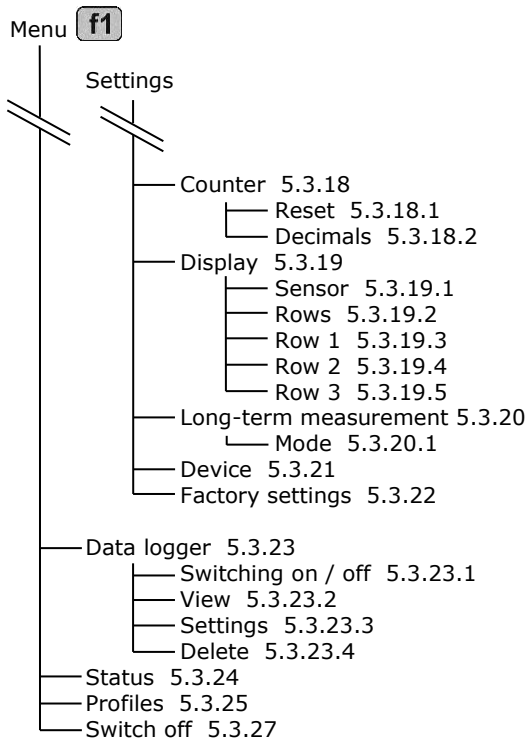 Menu f1
Settings
Counter 5.3.18
Reset 5.3.18.1
Decimals 5.3.18.2
Display 5.3.19
Sensor 5.3.19.1
Rows 5.3.19.2
Row 1 5.3.19.3
Row 2 5.3.19.4
Row 3 5.3.19.5
Long-term measurement 5.3.20
Mode 5.3.20.1
Device 5.3.21
Factory settings 5.3.22
Data logger 5.3.23
Switching on / off 5.3.23.1
View 5.3.23.2
Settings 5.3.23.3
Delete 5.3.23.4
Status 5.3.24
Profiles 5.3.25
Switch off 5.3.27